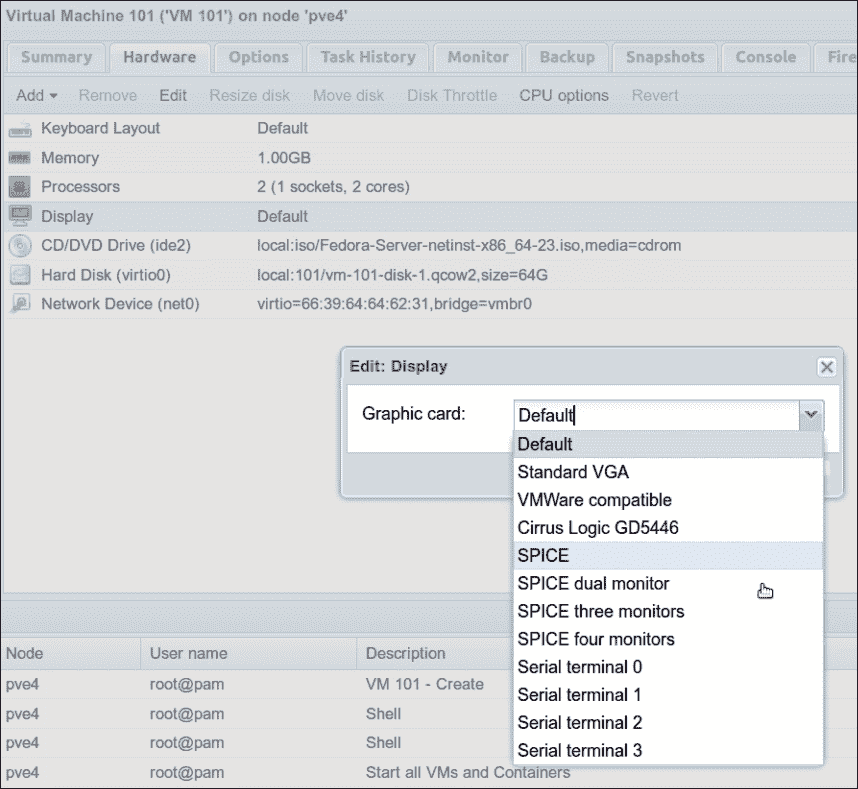 Virtual Machine 101 ('VM 101') on node 'pve4'
Summary Hardware Options Task History Monitor Backup Snapshots Console Fire
Add Remove Edit Resize disk Move disk Disk Throttle CPU options Revert
Keyboard Layout Default
Memory 1.00GB
Processors 2 (1 sockets, 2 cores)
Display Default
CD/DVD Drive (ide2) local:iso/Fedora-Server-netinst-x86_64-23.iso,media=cdrom
Hard Disk (virtio0) local:101/vm-101-disk-1.qcow2,size=64G
Network Device (net0) virtio=66:39:64:64:62:31,bridge=vmbr0
Edit: Display
Graphic card: Default
Default
Standard VGA
VMWare compatible
Cirrus Logic GD5446
SPICE
SPICE dual monitor
SPICE three monitors
SPICE four monitors
Serial terminal 0
Serial terminal 1
Serial terminal 2
Serial terminal 3
Node User name Description
pve4 root@pam VM 101 - Create
pve4 root@pam Shell
pve4 root@pam Shell
pve4 root@pam Start all VMs and Containers